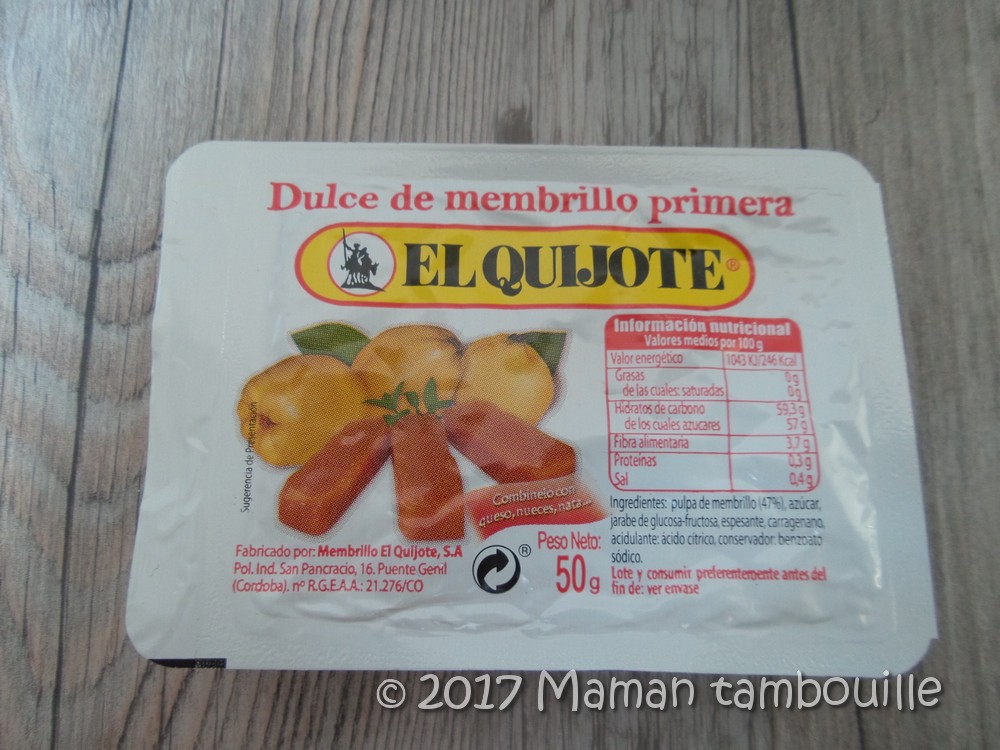 Dulce de membrillo primera
EL QUIJOTE®
Información nutricional
Valores medios por 100 g
Valor energético 1043 KJ/246 Kcal
Grasas 0 g
de las cuales: saturadas 0 g
Hidratos de carbono 59,3 g
de los cuales azucares 57 g
Fibra alimentaria 3,7 g
Proteinas 0,3 g
Sal 0,4 g
Sugerencia de Presentación
Combínelo con
queso, nueces, nata...
Ingredientes: pulpa de membrillo (47%), azúcar,
jarabe de glucosa-fructosa, espesante, carragenano,
acidulante: ácido cítrico, conservador: benzoato
sódico.
Lote y consumir preferentemente antes del
fin de: ver envase
Fabricado por: Membrillo El Quijote, S.A
Pol. Ind. San Pancracio, 16. Puente Genil
(Cordoba). nº R.G.E.A.A.: 21.276/CO
®
Peso Neto:
50 g
© 2017 Maman tambouille